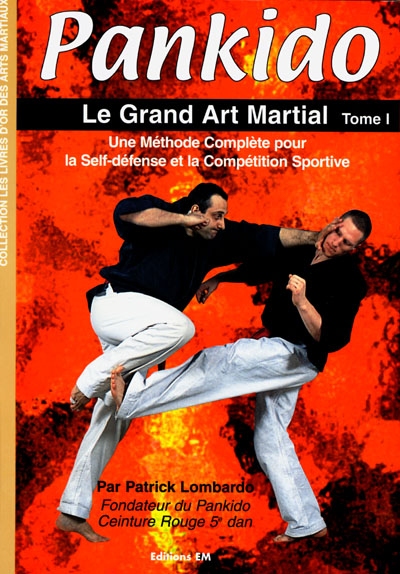 Pankido
Le Grand Art Martial Tome I
Une Méthode Complète pour
la Self-défense et la Compétition Sportive
COLLECTION LES LIVRES D'OR DES ARTS MARTIAUX
Par Patrick Lombardo
Fondateur du Pankido
Ceinture Rouge 5e dan
Editions EM